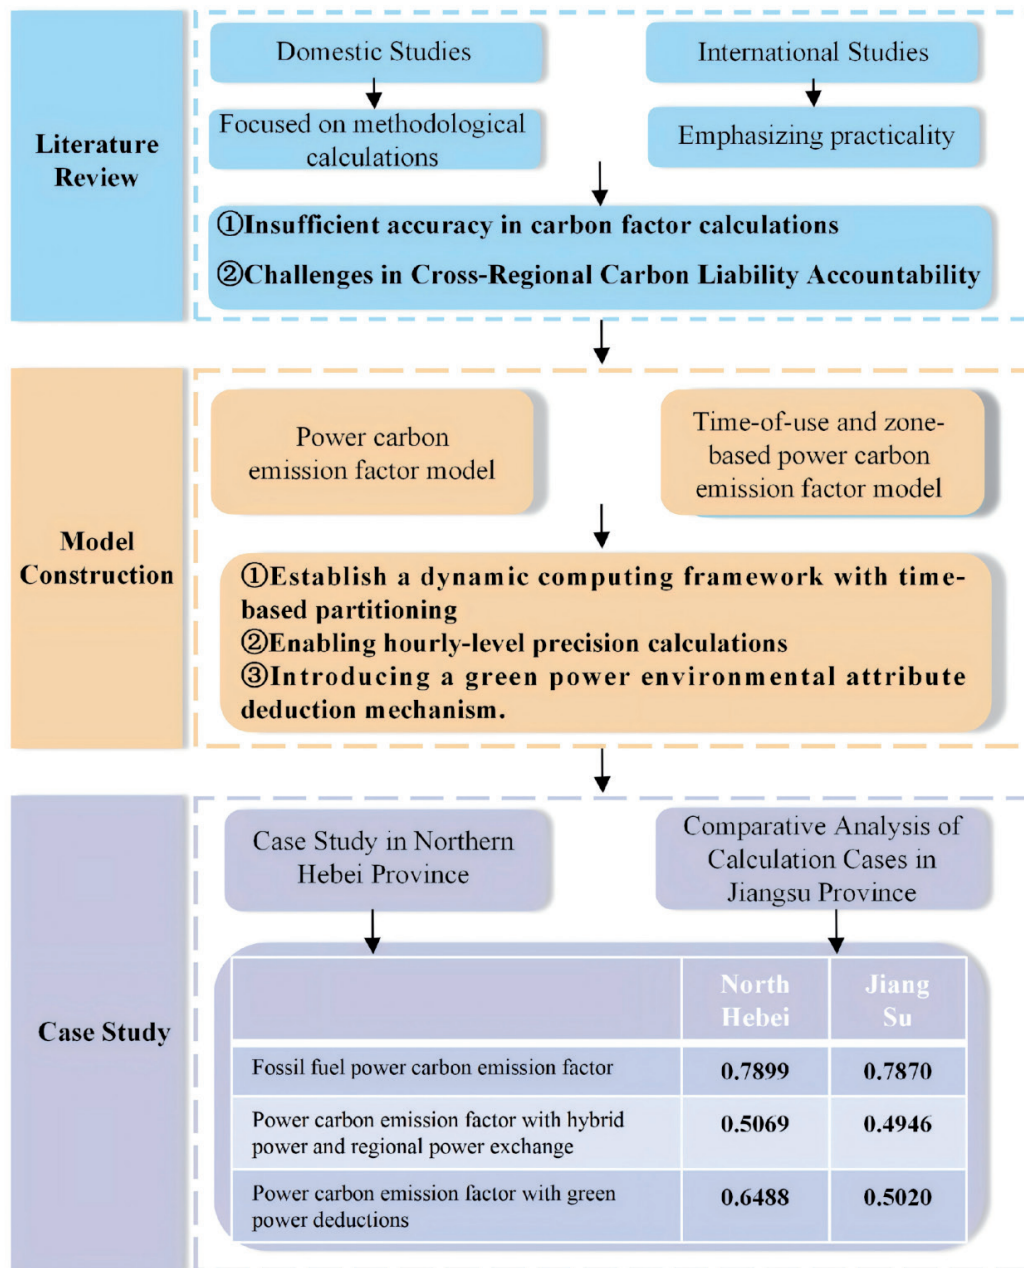 Literature
Review
Domestic Studies
International Studies
Focused on methodological
calculations
Emphasizing practicality
①Insufficient accuracy in carbon factor calculations
②Challenges in Cross-Regional Carbon Liability Accountability
Model
Construction
Power carbon
emission factor model
Time-of-use and zone-
based power carbon
emission factor model
①Establish a dynamic computing framework with time-
based partitioning
②Enabling hourly-level precision calculations
③Introducing a green power environmental attribute
deduction mechanism.
Case Study
Case Study in Northern
Hebei Province
Comparative Analysis of
Calculation Cases in
Jiangsu Province
North
Hebei
Jiang
Su
Fossil fuel power carbon emission factor
0.7899
0.7870
Power carbon emission factor with hybrid
power and regional power exchange
0.5069
0.4946
Power carbon emission factor with green
power deductions
0.6488
0.5020